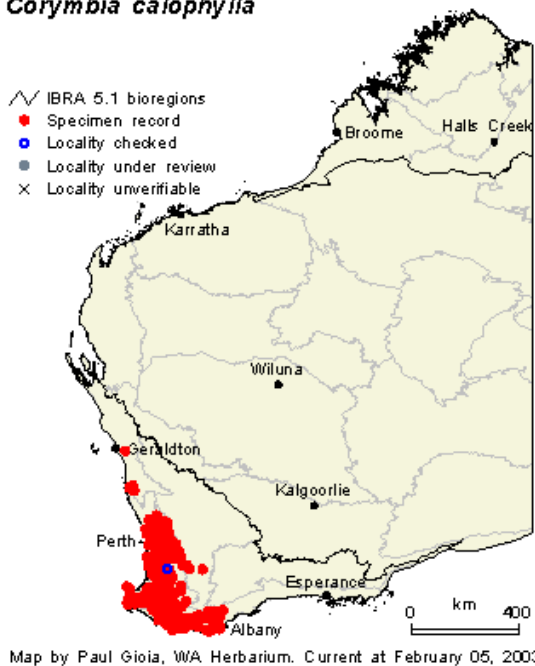 Corymbia calophylla
IBRA 5.1 bioregions
Specimen record
Locality checked
Locality under review
Locality unverifiable
Broome
Halls Creek
Karratha
Wiluna
Geraldton
Kalgoorlie
Perth
Esperance
Albany
km
0 400
Map by Paul Gioia, WA Herbarium. Current at February 05, 2003